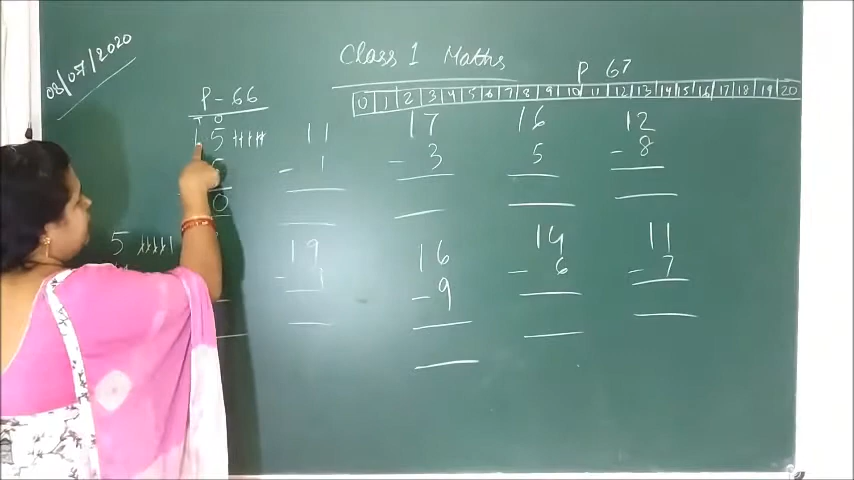 08/07/2020
Class 1 Maths
P 67
0 1 2 3 4 5 6 7 8 9 10 11 12 13 14 15 16 17 18 19 20
P-66
T O
15 11 17 16 12
- 1 - 3 5 - 8
0
5
19 16 14 11
- 1 - 9 - 6 - 7